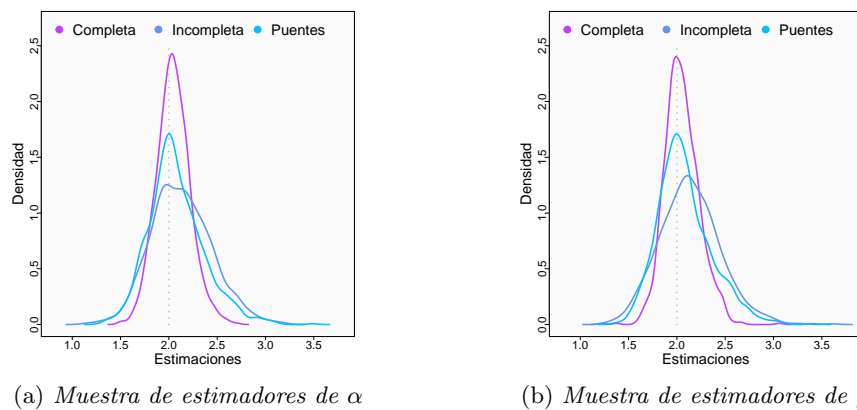 Completa Incompleta Puentes
Densidad
0.0 0.5 1.0 1.5 2.0 2.5
1.0 1.5 2.0 2.5 3.0 3.5
Estimaciones
(a) Muestra de estimadores de α
Completa Incompleta Puentes
Densidad
0.0 0.5 1.0 1.5 2.0 2.5
1.0 1.5 2.0 2.5 3.0 3.5
Estimaciones
(b) Muestra de estimadores de